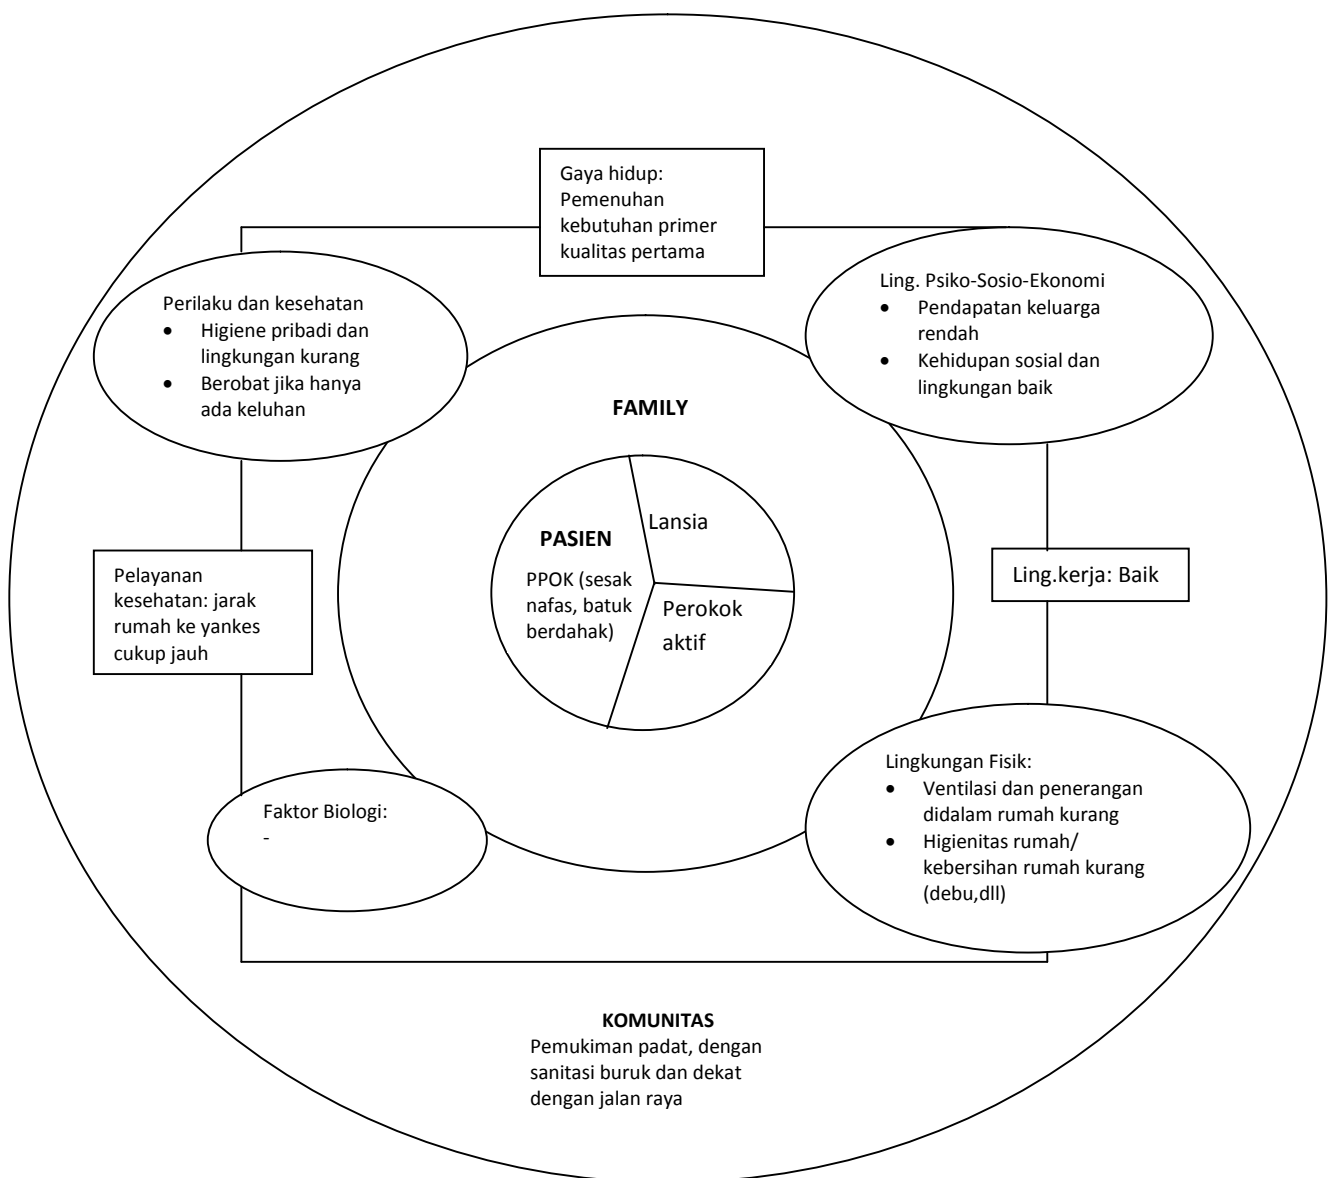 Gaya hidup:
Pemenuhan
kebutuhan primer
kualitas pertama
Perilaku dan kesehatan
• Higiene pribadi dan
lingkungan kurang
• Berobat jika hanya
ada keluhan
Ling. Psiko-Sosio-Ekonomi
• Pendapatan keluarga
rendah
• Kehidupan sosial dan
lingkungan baik
FAMILY
PASIEN
PPOK (sesak
nafas, batuk
berdahak)
Lansia
Perokok
aktif
Pelayanan
kesehatan: jarak
rumah ke yankes
cukup jauh
Ling.kerja: Baik
Faktor Biologi:
-
Lingkungan Fisik:
• Ventilasi dan penerangan
didalam rumah kurang
• Higienitas rumah/
kebersihan rumah kurang
(debu,dll)
KOMUNITAS
Pemukiman padat, dengan
sanitasi buruk dan dekat
dengan jalan raya